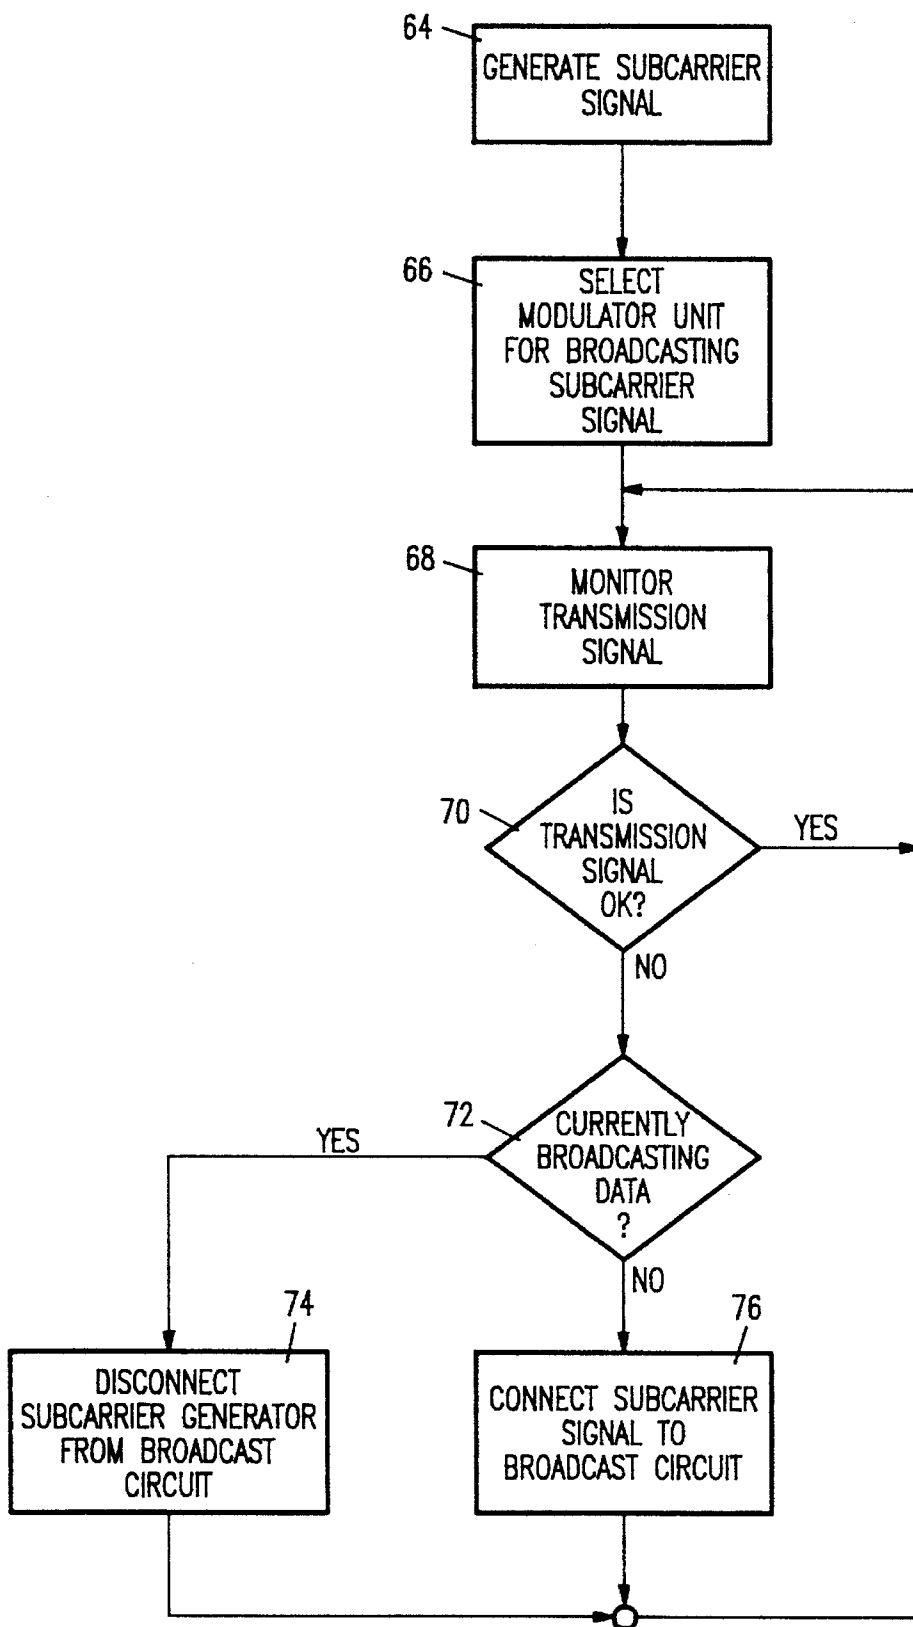 64
GENERATE SUBCARRIER
SIGNAL
66
SELECT
MODULATOR UNIT
FOR BROADCASTING
SUBCARRIER
SIGNAL
68
MONITOR
TRANSMISSION
SIGNAL
70
IS
TRANSMISSION
SIGNAL
OK?
YES
NO
72
CURRENTLY
BROADCASTING
DATA
?
YES
NO
74
DISCONNECT
SUBCARRIER GENERATOR
FROM BROADCAST
CIRCUIT
76
CONNECT SUBCARRIER
SIGNAL TO
BROADCAST CIRCUIT